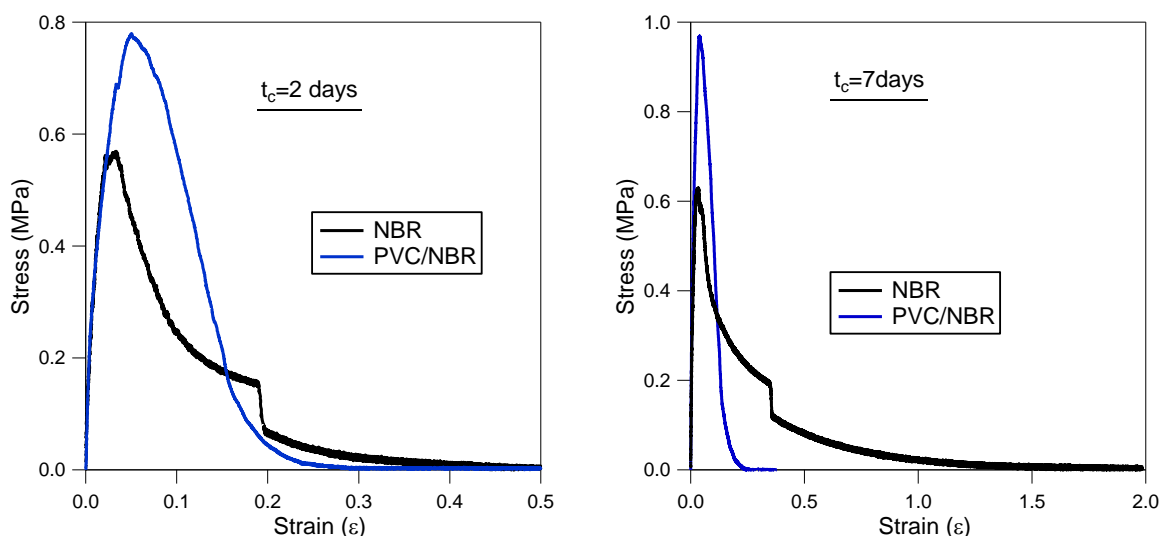 0.8
0.6
0.4
0.2
0.0
Stress (MPa)
t_c=2 days
NBR
PVC/NBR
0.0 0.1 0.2 0.3 0.4 0.5
Strain (ε)
1.0
0.8
0.6
0.4
0.2
0.0
Stress (MPa)
t_c=7days
NBR
PVC/NBR
0.0 0.5 1.0 1.5 2.0
Strain (ε)